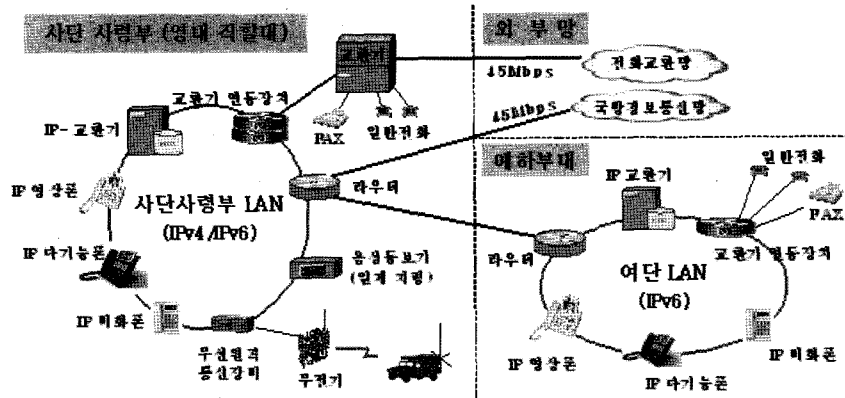 사단 사령부 (영내 직할대)
교환기
교환기 연동장치
IP-교환기
PAX
일반전화
IP 영상폰
사단사령부 LAN
(IPv4/IPv6)
라우터
IP 다기능폰
음성통보기
(일제 지령)
IP 비화폰
무선원격
통신장비
무전기
외 부 망
45Mbps
전화교환망
45Mbps
국방정보통신망
예하부대
IP 교환기
일반전화
PAX
라우터
교환기 연동장치
여단 LAN
(IPv6)
IP 영상폰
IP 다기능폰
IP 비화폰